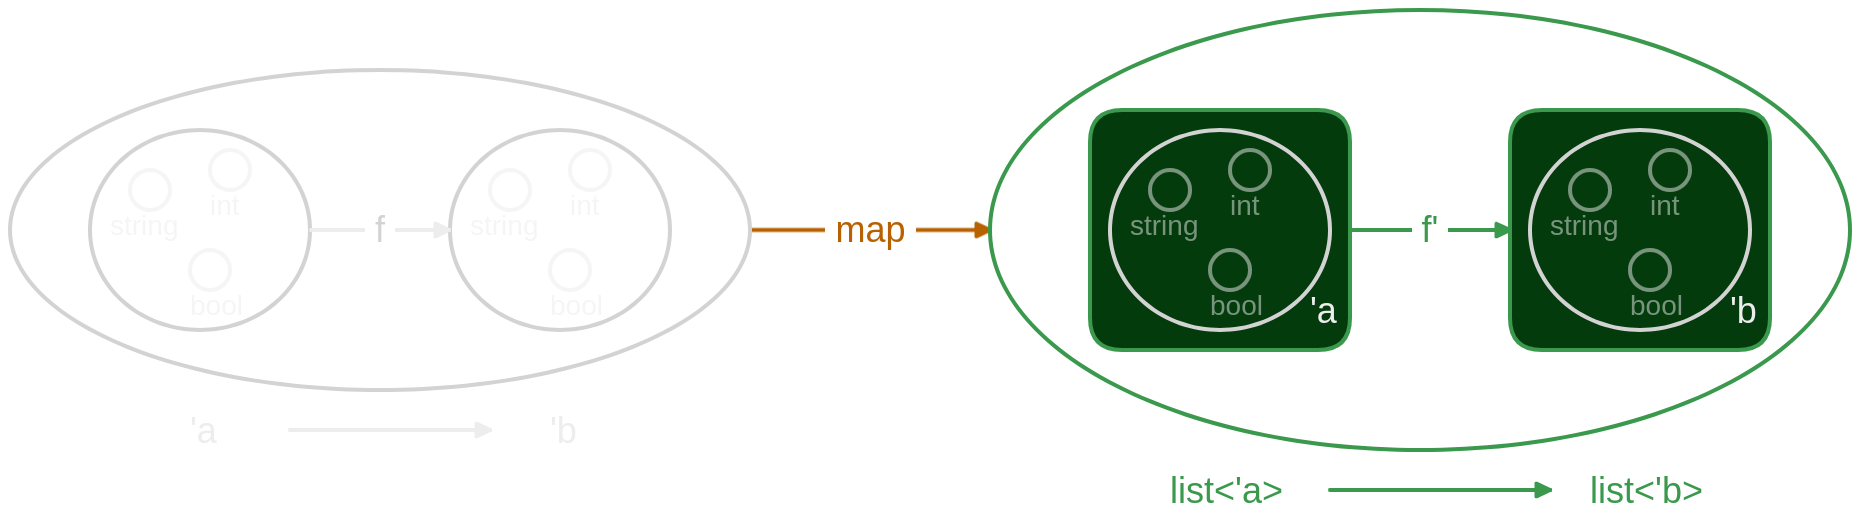 string
int
bool
f
string
int
bool
'a
'b
map
string
int
bool
'a
f'
string
int
bool
'b
list<'a>
list<'b>